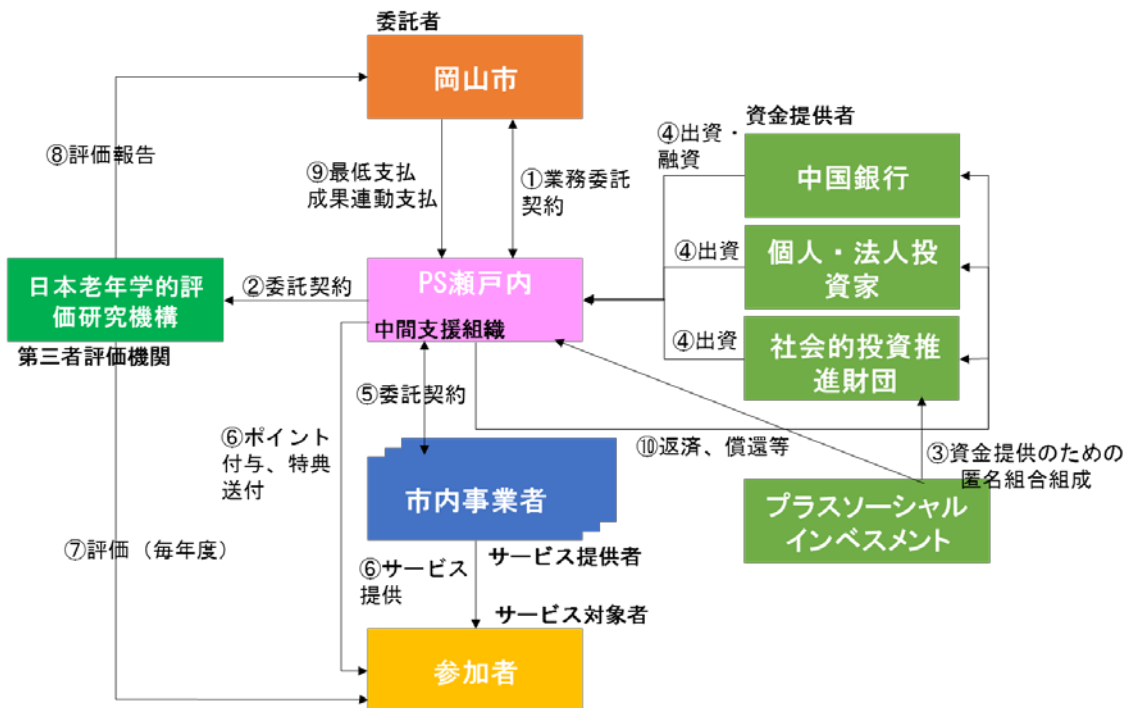 委託者
岡山市
資金提供者
④出資・
融資
中国銀行
⑧評価報告
⑨最低支払
成果連動支払
①業務委託
契約
④出資
個人・法人投
資家
日本老年学的評
価研究機構
第三者評価機関
②委託契約
PS瀬戸内
中間支援組織
④出資
社会的投資推
進財団
⑤委託契約
⑥ポイント
付与、特典
送付
⑩返済、償還等
③資金提供のための
匿名組合組成
市内事業者
プラスソーシャル
インベスメント
⑦評価（毎年度）
サービス提供者
⑥サービス
提供
サービス対象者
参加者